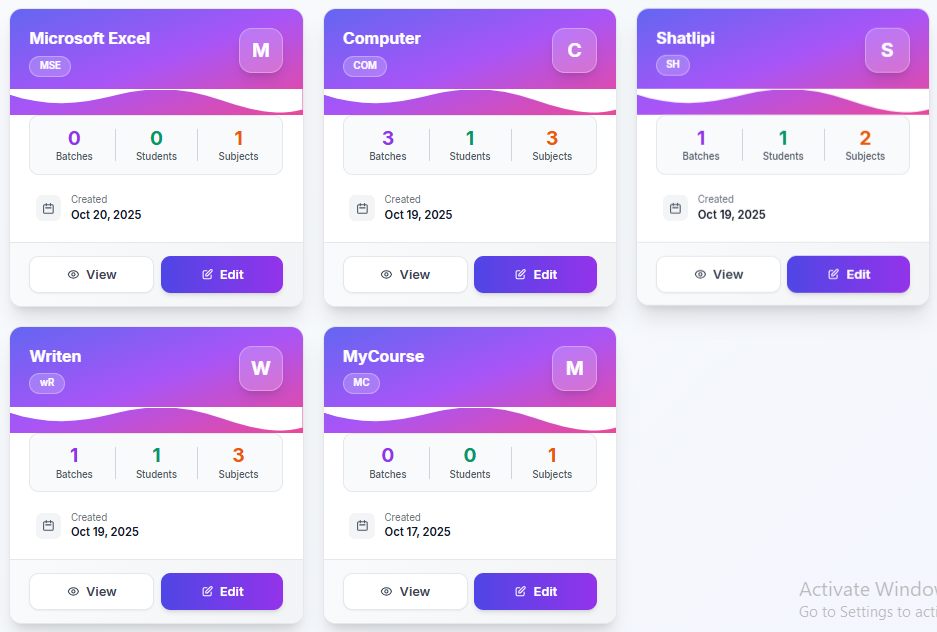 Microsoft Excel
MSE
M
0 0 1
Batches Students Subjects
Created
Oct 20, 2025
View Edit
Computer
COM
C
3 1 3
Batches Students Subjects
Created
Oct 19, 2025
View Edit
Shatlipi
SH
S
1 1 2
Batches Students Subjects
Created
Oct 19, 2025
View Edit
Writen
wR
W
1 1 3
Batches Students Subjects
Created
Oct 19, 2025
View Edit
MyCourse
MC
M
0 0 1
Batches Students Subjects
Created
Oct 17, 2025
View Edit
Activate Window
Go to Settings to acti